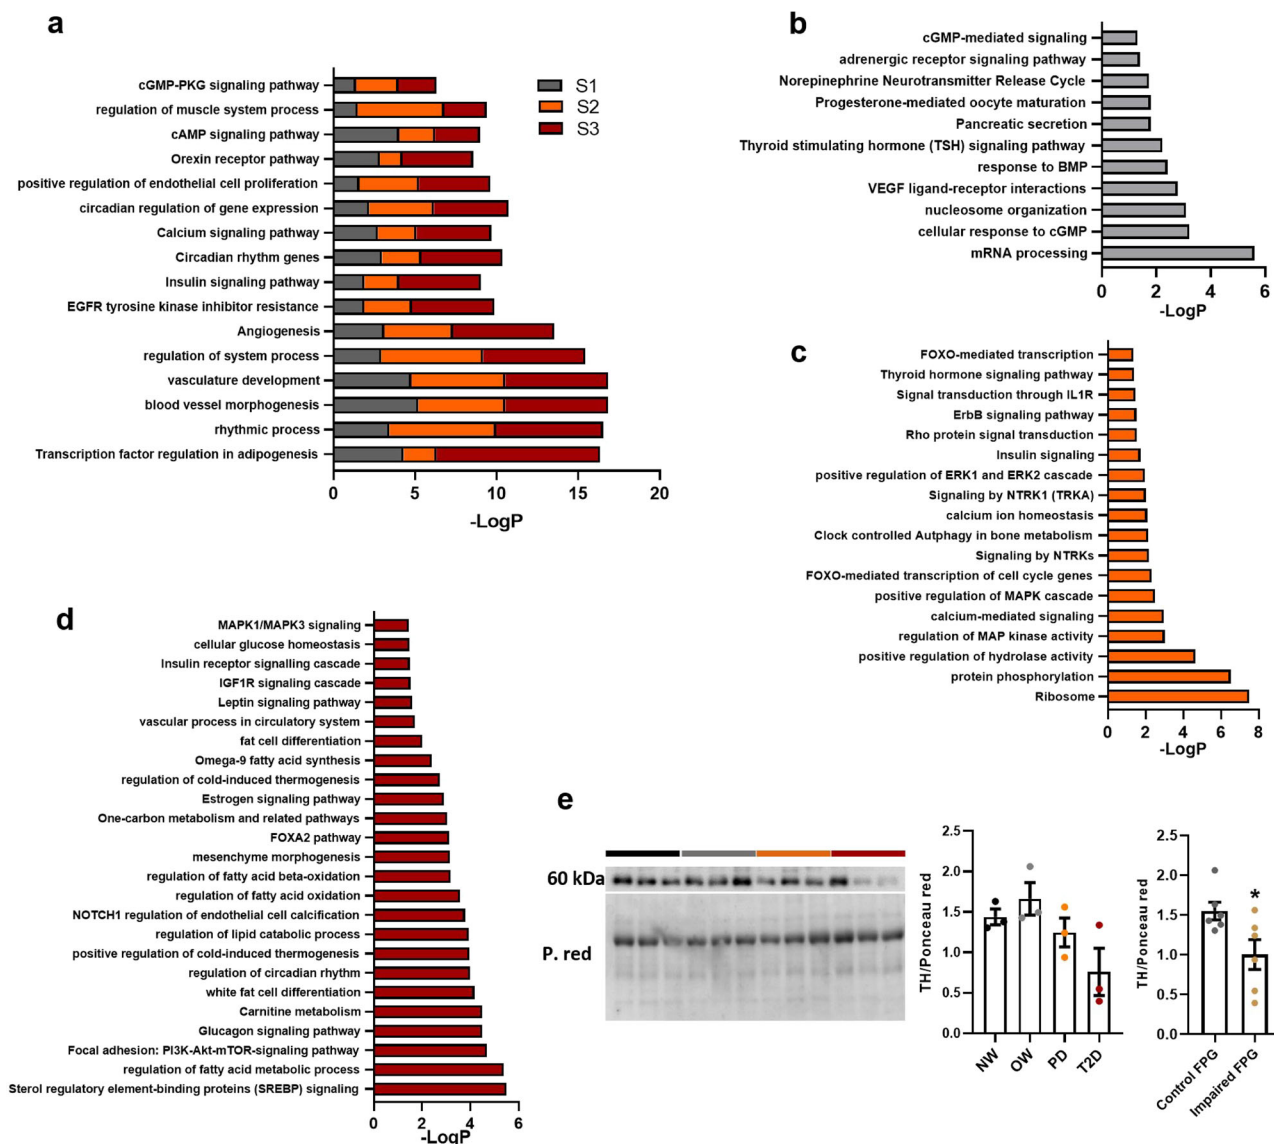 a
cGMP-PKG signaling pathway
regulation of muscle system process
cAMP signaling pathway
Orexin receptor pathway
positive regulation of endothelial cell proliferation
circadian regulation of gene expression
Calcium signaling pathway
Circadian rhythm genes
Insulin signaling pathway
EGFR tyrosine kinase inhibitor resistance
Angiogenesis
regulation of system process
vasculature development
blood vessel morphogenesis
rhythmic process
Transcription factor regulation in adipogenesis
0 5 10 15 20
-LogP
S1
S2
S3
b
cGMP-mediated signaling
adrenergic receptor signaling pathway
Norepinephrine Neurotransmitter Release Cycle
Progesterone-mediated oocyte maturation
Pancreatic secretion
Thyroid stimulating hormone (TSH) signaling pathway
response to BMP
VEGF ligand-receptor interactions
nucleosome organization
cellular response to cGMP
mRNA processing
0 2 4 6
-LogP
c
FOXO-mediated transcription
Thyroid hormone signaling pathway
Signal transduction through IL1R
ErbB signaling pathway
Rho protein signal transduction
Insulin signaling
positive regulation of ERK1 and ERK2 cascade
Signaling by NTRK1 (TRKA)
calcium ion homeostasis
Clock controlled Autphagy in bone metabolism
Signaling by NTRKs
FOXO-mediated transcription of cell cycle genes
positive regulation of MAPK cascade
calcium-mediated signaling
regulation of MAP kinase activity
positive regulation of hydrolase activity
protein phosphorylation
Ribosome
0 2 4 6 8
-LogP
d
MAPK1/MAPK3 signaling
cellular glucose homeostasis
Insulin receptor signalling cascade
IGF1R signaling cascade
Leptin signaling pathway
vascular process in circulatory system
fat cell differentiation
Omega-9 fatty acid synthesis
regulation of cold-induced thermogenesis
Estrogen signaling pathway
One-carbon metabolism and related pathways
FOXA2 pathway
mesenchyme morphogenesis
regulation of fatty acid beta-oxidation
regulation of fatty acid oxidation
NOTCH1 regulation of endothelial cell calcification
regulation of lipid catabolic process
positive regulation of cold-induced thermogenesis
regulation of circadian rhythm
white fat cell differentiation
Carnitine metabolism
Glucagon signaling pathway
Focal adhesion: PI3K-Akt-mTOR-signaling pathway
regulation of fatty acid metabolic process
Sterol regulatory element-binding proteins (SREBP) signaling
0 2 4 6
-LogP
e
60 kDa
P. red
TH/Ponceau red
2.5
2.0
1.5
1.0
0.5
0.0
NW OW PD T2D
TH/Ponceau red
2.5
2.0
1.5
1.0
0.5
0.0
*
Control FPG
Impaired FPG